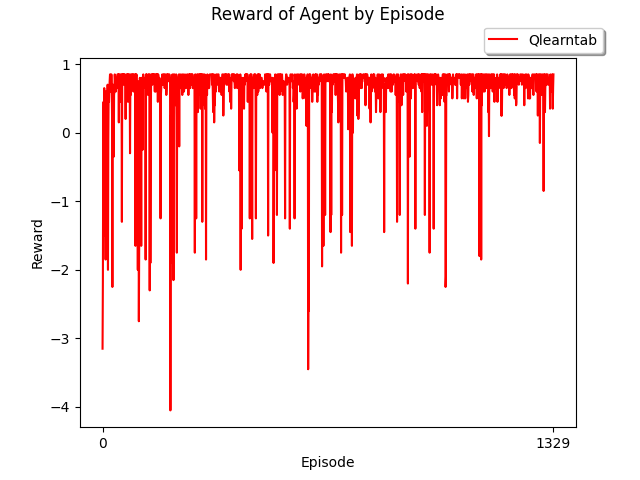 Reward of Agent by Episode
Qlearntab
1
0
−1
−2
−3
−4
Reward
0 1329
Episode